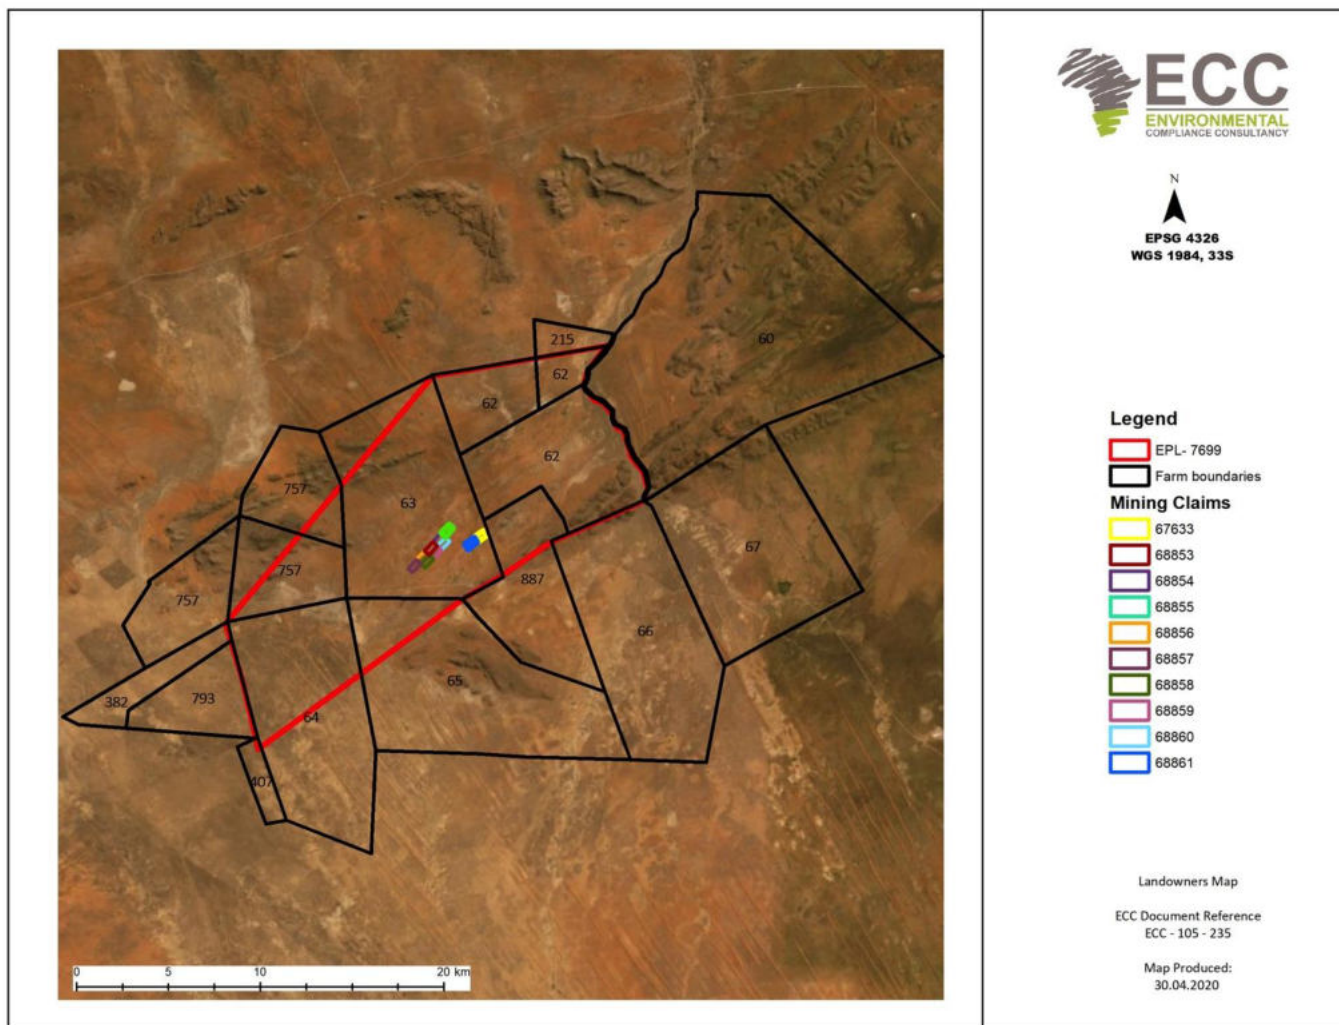 ECC
ENVIRONMENTAL
COMPLIANCE CONSULTANCY
N
EPSG 4326
WGS 1984, 33S
60
215
62
62
62
757
63
757
67
887
757
66
65
382
793
64
407
0 5 10 20 km
Legend
EPL- 7699
Farm boundaries
Mining Claims
67633
68853
68854
68855
68856
68857
68858
68859
68860
68861
Landowners Map
ECC Document Reference
ECC - 105 - 235
Map Produced:
30.04.2020